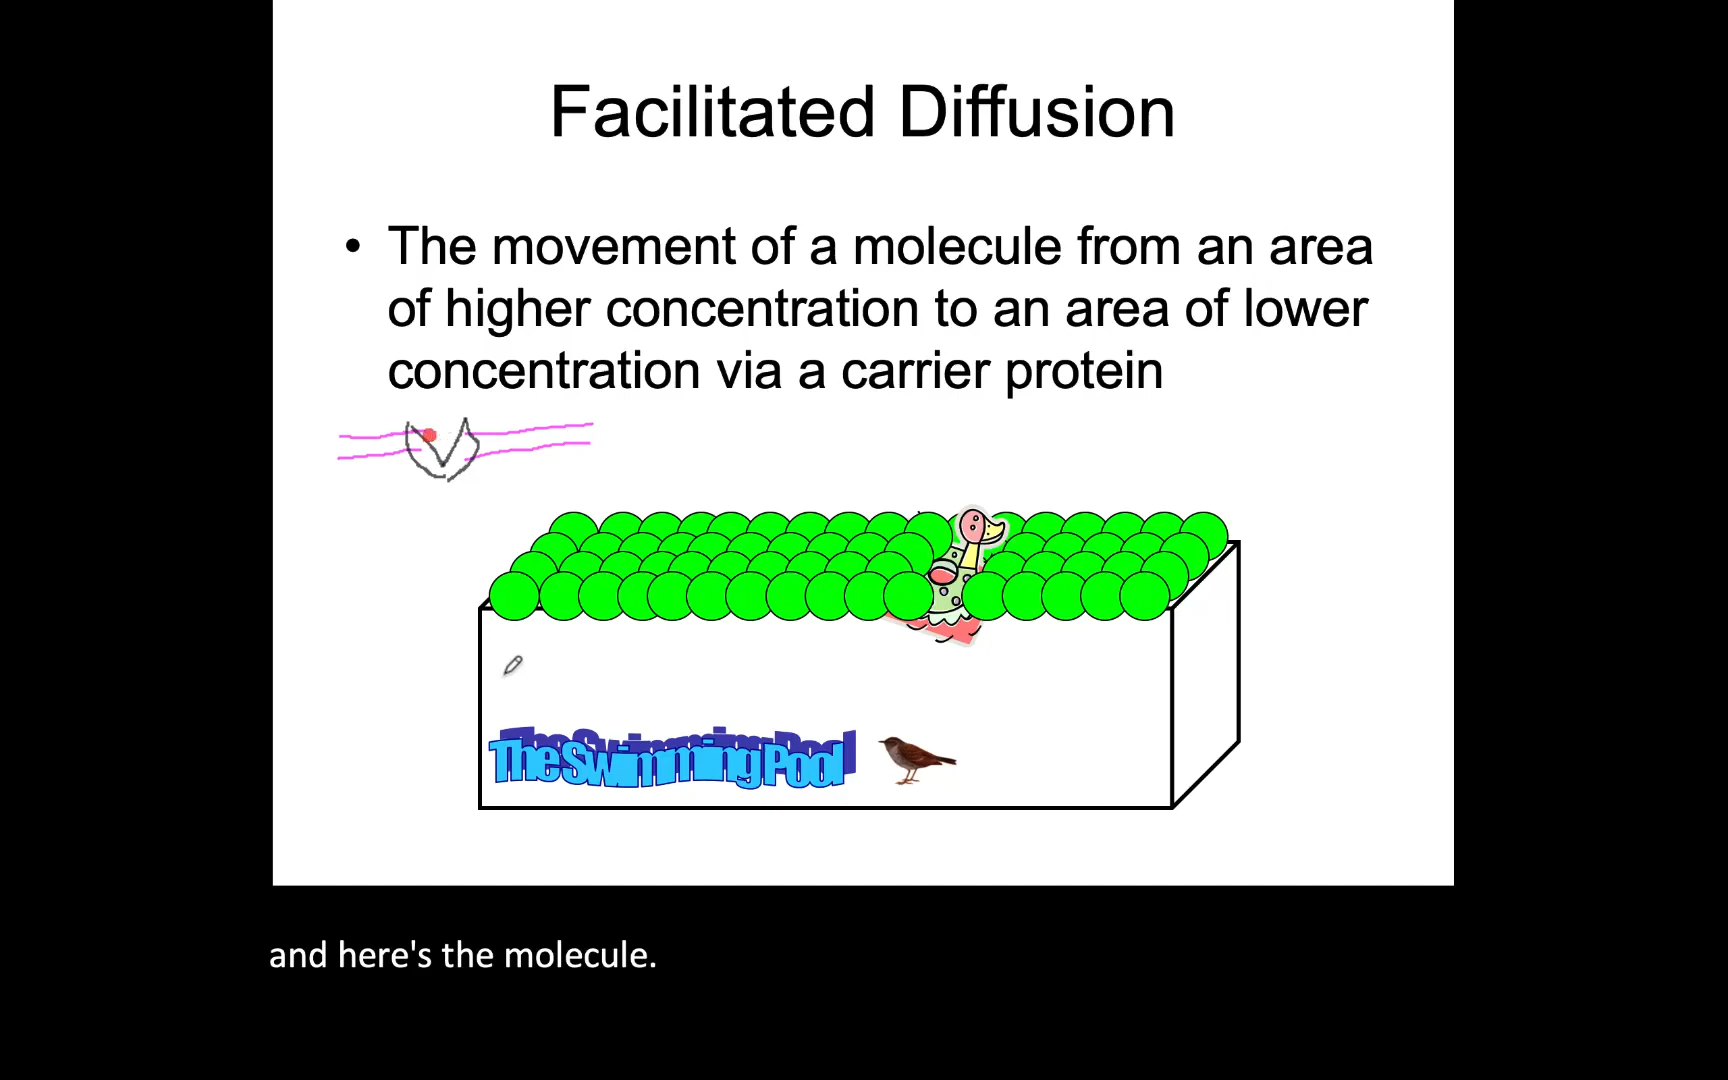 Facilitated Diffusion
• The movement of a molecule from an area
of higher concentration to an area of lower
concentration via a carrier protein
The Swimming Pool
and here's the molecule.